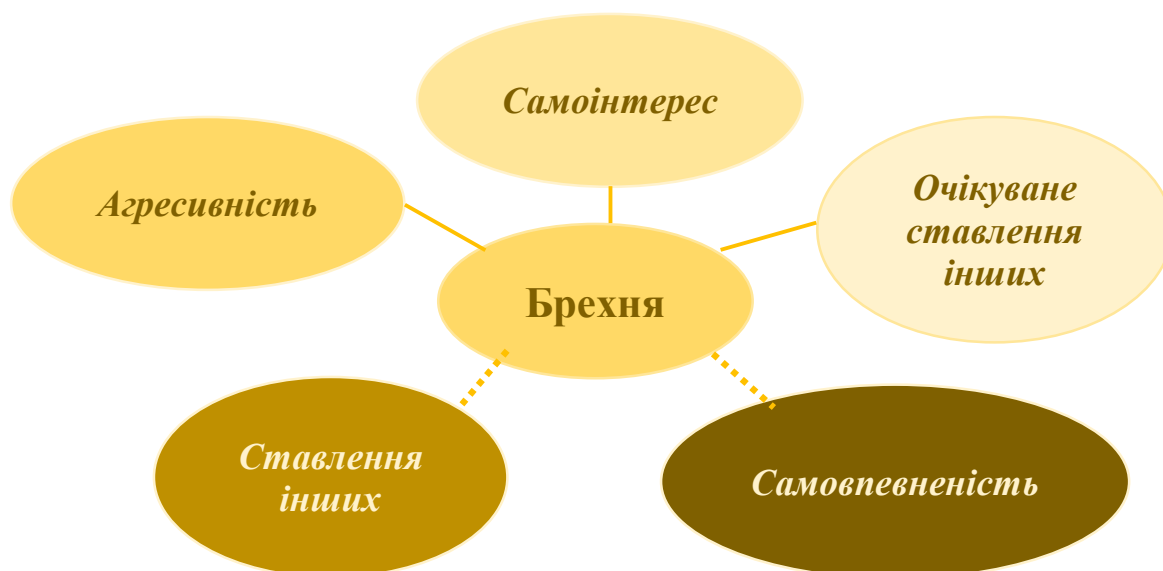 Самоінтерес
Агресивність
Очікуване
ставлення
інших
Брехня
Ставлення
інших
Самовпевненість